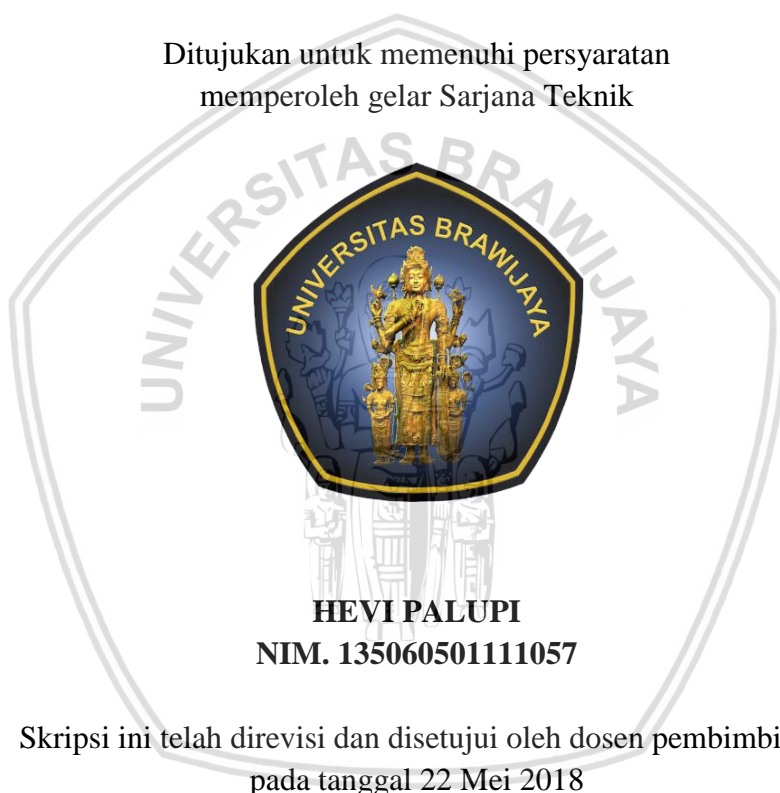 Ditujukan untuk memenuhi persyaratan
memperoleh gelar Sarjana Teknik
UNIVERSITAS BRAWIJAYA
UNIVERSITAS BRAWIJAYA
HEVI PALUPI
NIM. 135060501111057
Skripsi ini telah direvisi dan disetujui oleh dosen pembimbi
pada tanggal 22 Mei 2018